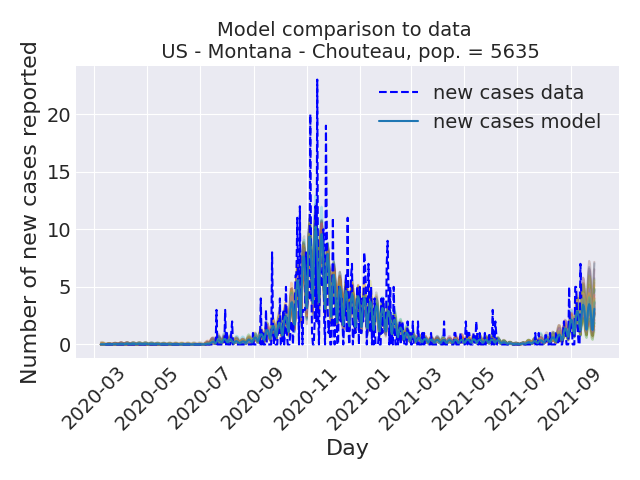 Model comparison to data
US - Montana - Chouteau, pop. = 5635
Number of new cases reported
20
15
10
5
0
new cases data
new cases model
2020-03
2020-05
2020-07
2020-09
2020-11
2021-01
2021-03
2021-05
2021-07
2021-09
Day